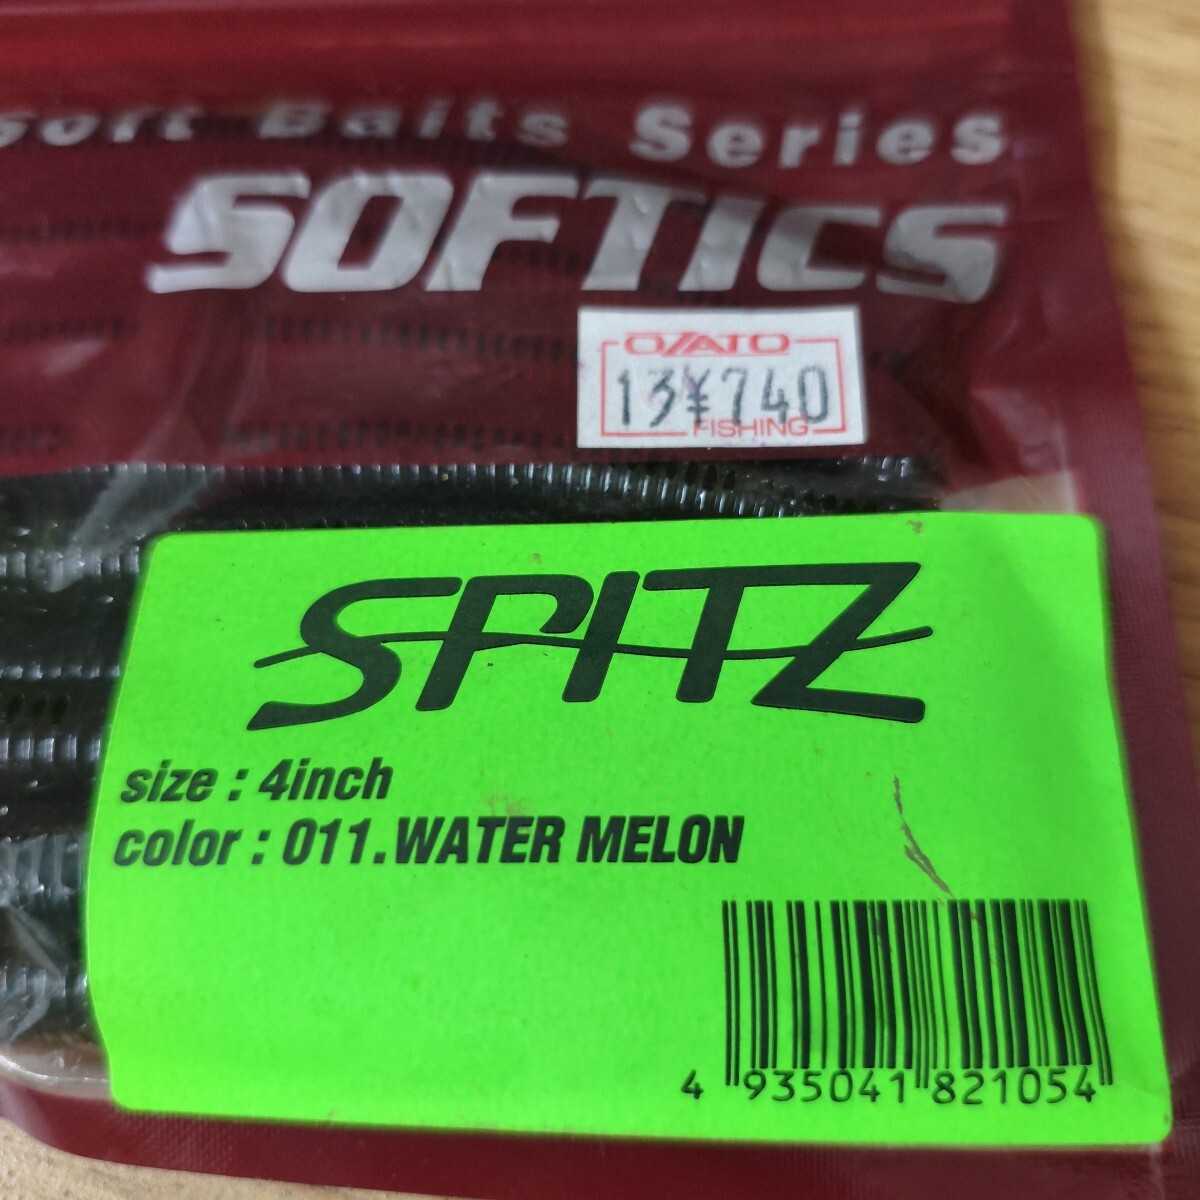 Soft Baits Series
SOFTICS
OZATO
13¥740
FISHING
SPITZ
size : 4inch
color : 011.WATER MELON
4 935041 821054